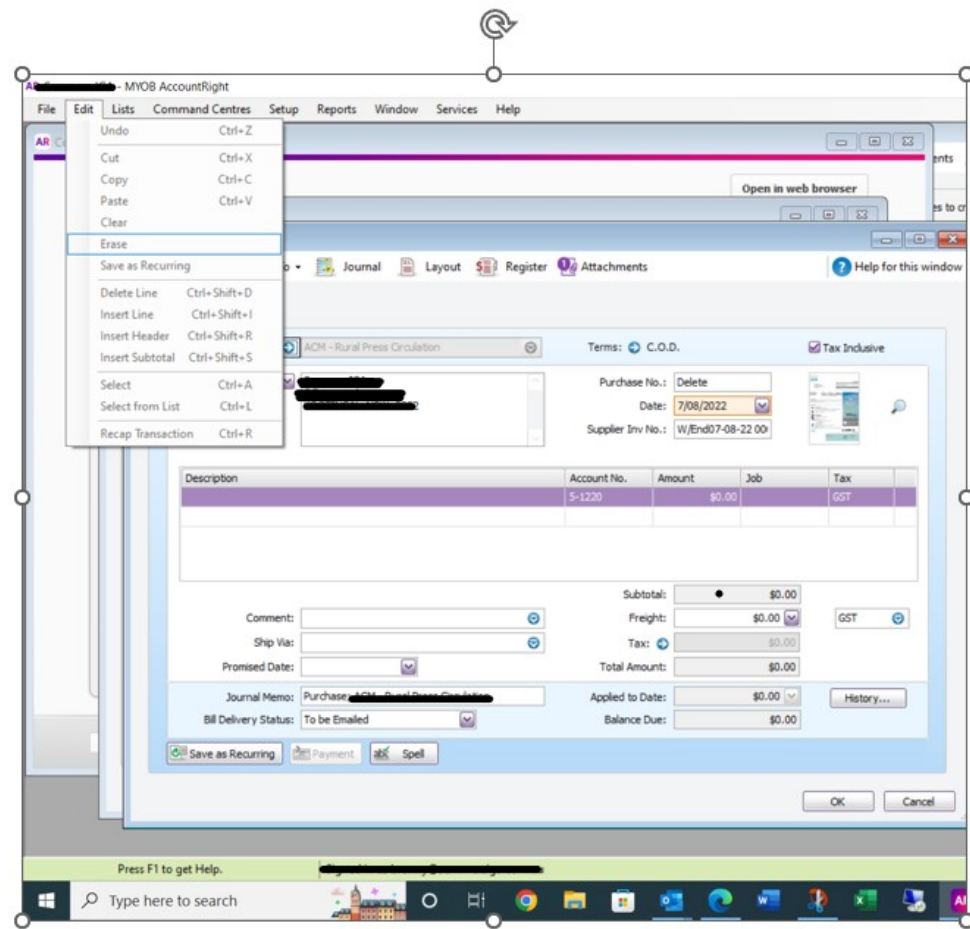 - MYOB AccountRight
File Edit Lists Command Centres Setup Reports Window Services Help
Undo Ctrl+Z
AR
Cut Ctrl+X
Copy Ctrl+C
Paste Ctrl+V
Clear
Erase
Save as Recurring
Delete Line Ctrl+Shift+D
Insert Line Ctrl+Shift+I
Insert Header Ctrl+Shift+R
Insert Subtotal Ctrl+Shift+S
Select Ctrl+A
Select from List Ctrl+L
Recap Transaction Ctrl+R
ents
Open in web browser
es to cr
Journal Layout Register Attachments ? Help for this window
ACM - Rural Press Circulation Terms: C.O.D. Tax Inclusive
Purchase No.: Delete
Date: 7/08/2022
Supplier Inv No.: W/End07-08-22 00
Description Account No. Amount Job Tax
5-1220 $0.00 GST
Subtotal: $0.00
Comment: Freight: $0.00 GST
Ship Via: Tax: $0.00
Promised Date: Total Amount: $0.00
Journal Memo: Purchase; Applied to Date: $0.00 History...
Bill Delivery Status: To be Emailed Balance Due: $0.00
Save as Recurring Payment abc Spell
OK Cancel
Press F1 to get Help.
Type here to search